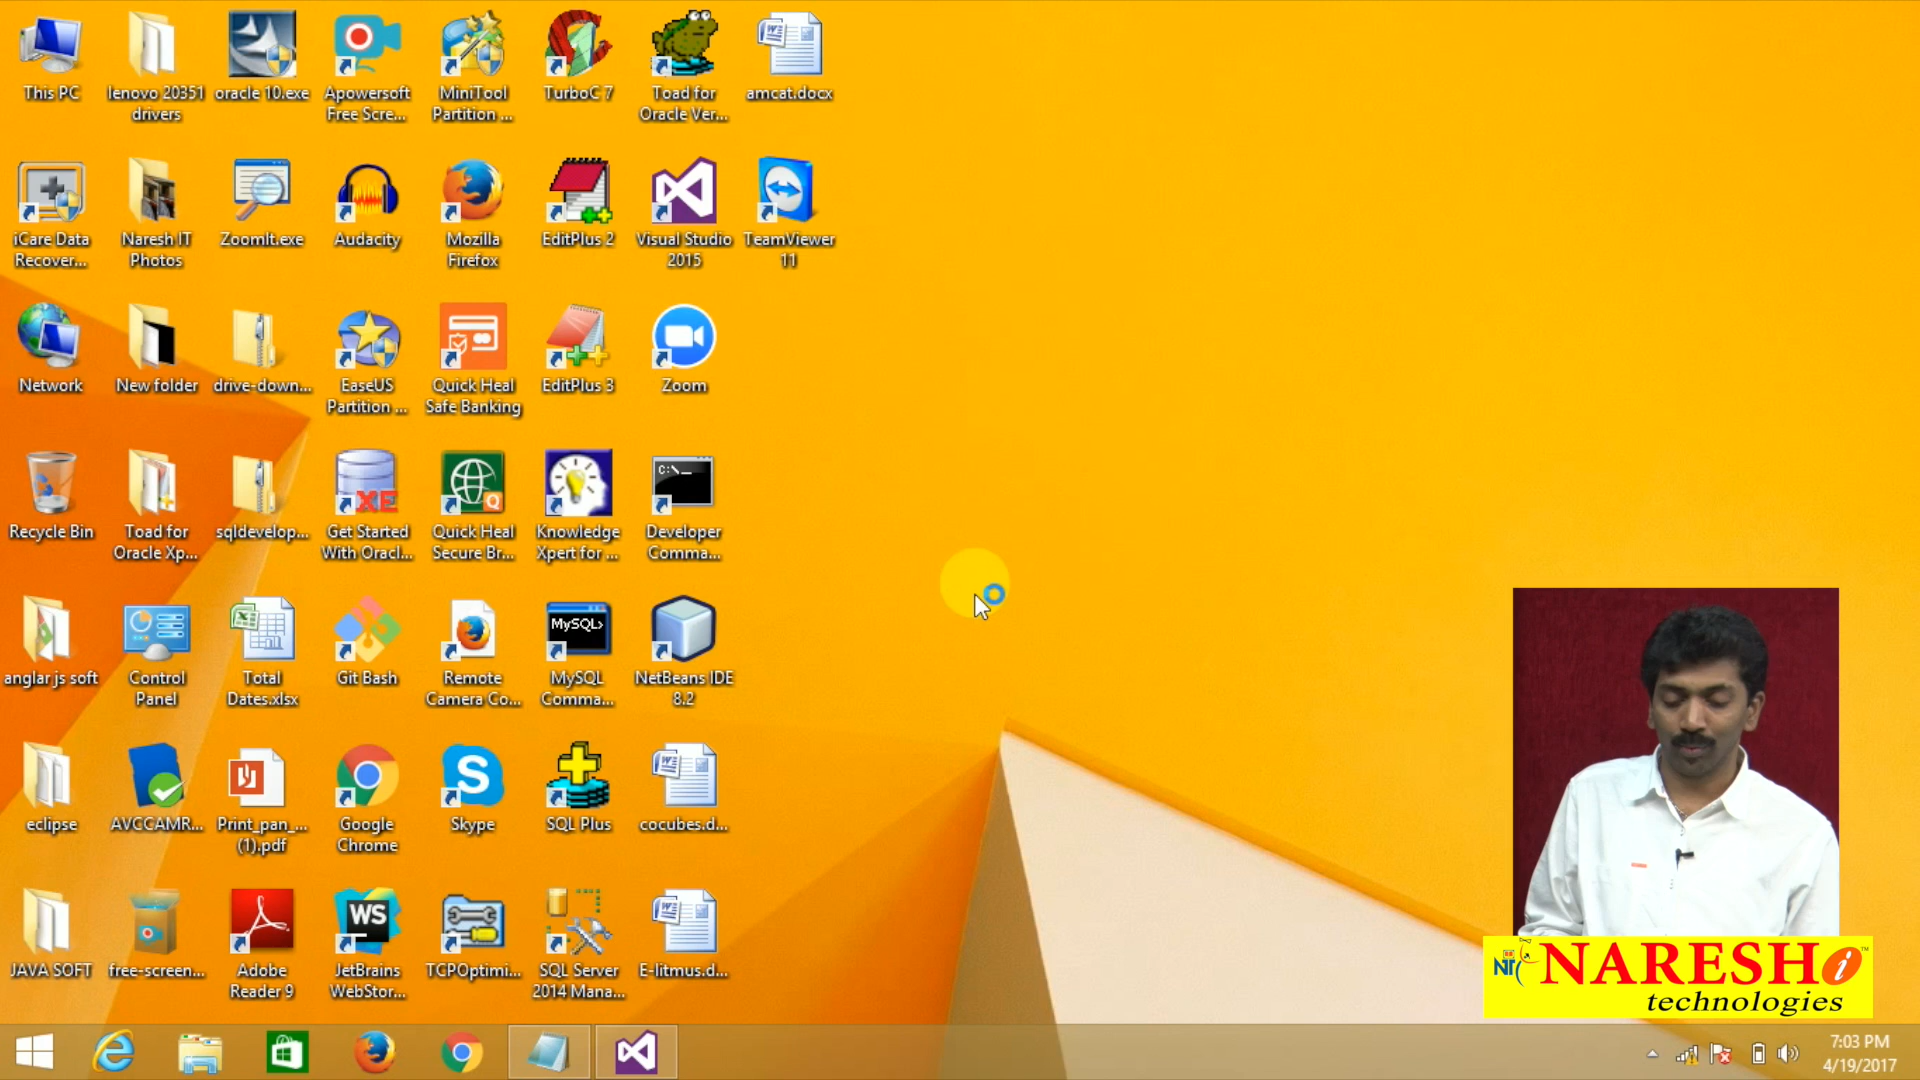 This PC
lenovo 20351
drivers
oracle 10.exe
Apowersoft
Free Scre...
MiniTool
Partition ...
TurboC 7
Toad for
Oracle Ver...
amcat.docx
iCare Data
Recover...
Naresh IT
Photos
ZoomIt.exe
Audacity
Mozilla
Firefox
EditPlus 2
Visual Studio
2015
TeamViewer
11
Network
New folder
drive-down...
EaseUS
Partition ...
Quick Heal
Safe Banking
EditPlus 3
Zoom
C:\_
XE
Recycle Bin
Toad for
Oracle Xp...
sqldevelop...
Get Started
With Oracl...
Quick Heal
Secure Br...
Knowledge
Xpert for ...
Developer
Comma...
MySQL>
anglar js soft
Control
Panel
Total
Dates.xlsx
Git Bash
Remote
Camera Co...
MySQL
Comma...
NetBeans IDE
8.2
eclipse
AVCCAMR...
Print_pan_...
(1).pdf
Google
Chrome
Skype
SQL Plus
cocubes.d...
WS
JAVA SOFT
free-screen...
Adobe
Reader 9
JetBrains
WebStor...
TCPOptimi...
SQL Server
2014 Mana...
E-litmus.d...
NARESH i ™
technologies
7:03 PM
4/19/2017